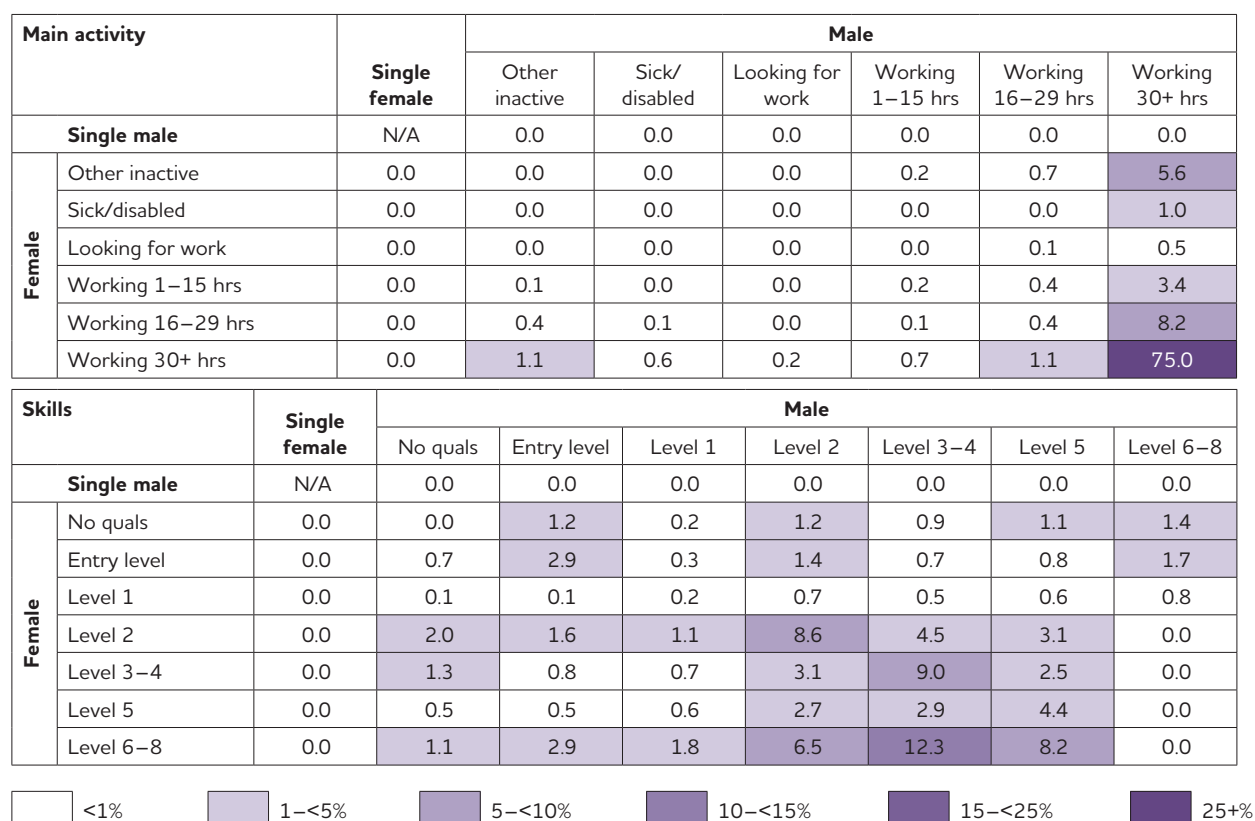 Main activity
Single female
Male
Other inactive
Sick/ disabled
Looking for work
Working 1–15 hrs
Working 16–29 hrs
Working 30+ hrs
Single male N/A 0.0 0.0 0.0 0.0 0.0 0.0
Female
Other inactive 0.0 0.0 0.0 0.0 0.2 0.7 5.6
Sick/disabled 0.0 0.0 0.0 0.0 0.0 0.0 1.0
Looking for work 0.0 0.0 0.0 0.0 0.0 0.1 0.5
Working 1–15 hrs 0.0 0.1 0.0 0.0 0.2 0.4 3.4
Working 16–29 hrs 0.0 0.4 0.1 0.0 0.1 0.4 8.2
Working 30+ hrs 0.0 1.1 0.6 0.2 0.7 1.1 75.0
Skills
Single female
Male
No quals Entry level Level 1 Level 2 Level 3–4 Level 5 Level 6–8
Single male N/A 0.0 0.0 0.0 0.0 0.0 0.0 0.0
Female
No quals 0.0 0.0 1.2 0.2 1.2 0.9 1.1 1.4
Entry level 0.0 0.7 2.9 0.3 1.4 0.7 0.8 1.7
Level 1 0.0 0.1 0.1 0.2 0.7 0.5 0.6 0.8
Level 2 0.0 2.0 1.6 1.1 8.6 4.5 3.1 0.0
Level 3–4 0.0 1.3 0.8 0.7 3.1 9.0 2.5 0.0
Level 5 0.0 0.5 0.5 0.6 2.7 2.9 4.4 0.0
Level 6–8 0.0 1.1 2.9 1.8 6.5 12.3 8.2 0.0
<1% 1–<5% 5–<10% 10–<15% 15–<25% 25+%